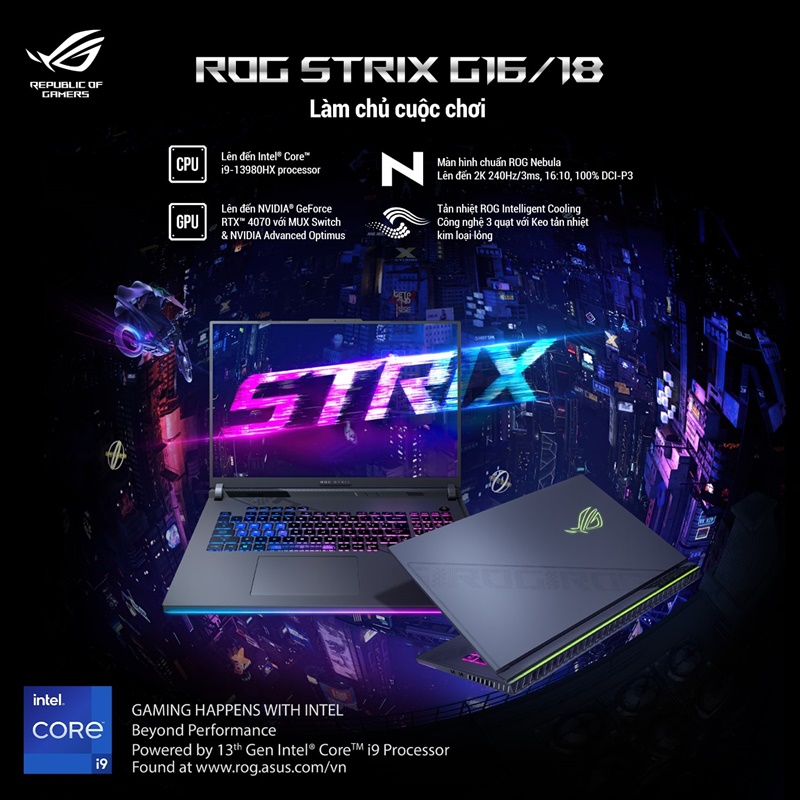 REPUBLIC OF
GAMERS
ROG STRIX G16/18
Làm chủ cuộc chơi
CPU
Lên đến Intel® Core™
i9-13980HX processor
N
Màn hình chuẩn ROG Nebula
Lên đến 2K 240Hz/3ms, 16:10, 100% DCI-P3
GPU
Lên đến NVIDIA® GeForce
RTX™ 4070 với MUX Switch
& NVIDIA Advanced Optimus
Tản nhiệt ROG Intelligent Cooling
Công nghệ 3 quạt với Keo tản nhiệt
kim loại lỏng
STRIX
ROG STRIX
intel.
CORE
i9
GAMING HAPPENS WITH INTEL
Beyond Performance
Powered by 13th Gen Intel® Core™ i9 Processor
Found at www.rog.asus.com/vn